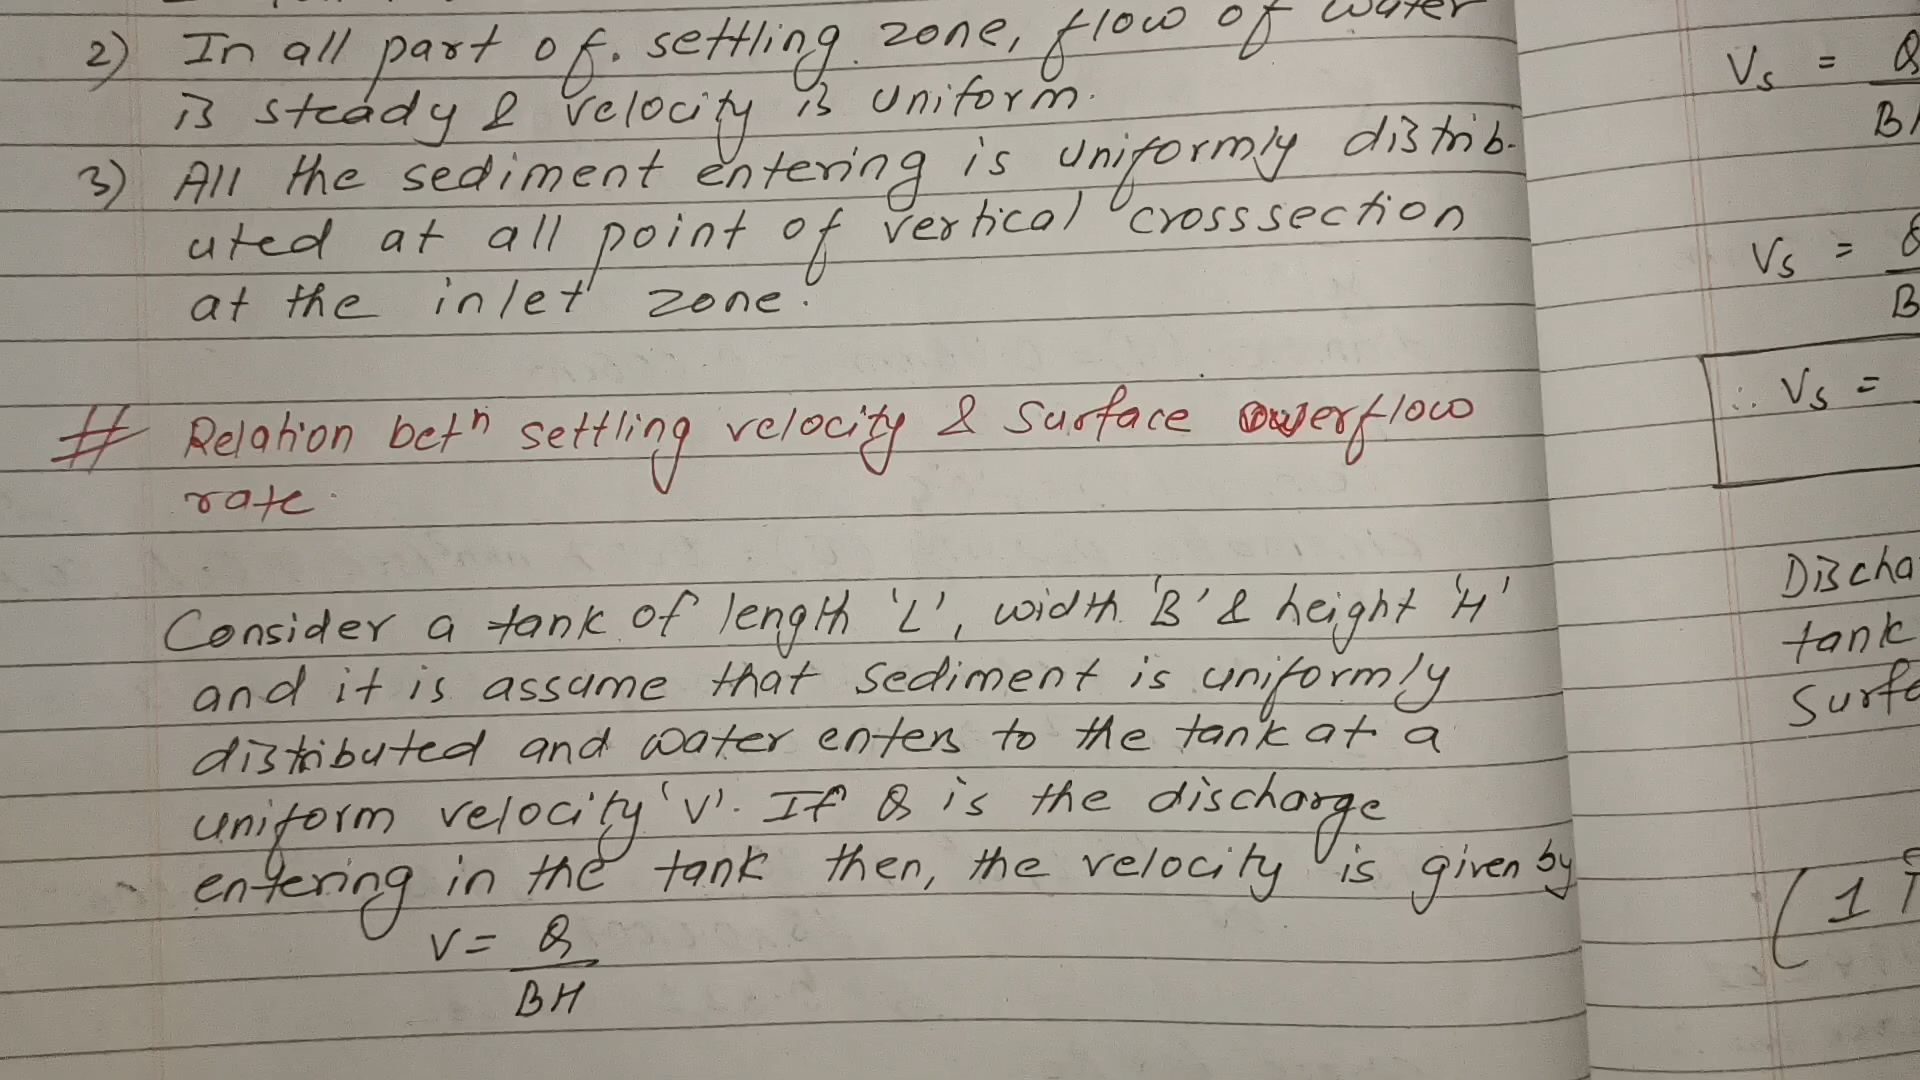 2) In all part of. settling zone, flow of water
is steady & velocity is uniform.
3) All the sediment entering is uniformly distrib-
uted at all point of vertical crosssection
at the inlet zone.
# Relation betn settling velocity & surface overflow
rate.
Consider a tank of length 'L', width 'B' & height 'H'
and it is assume that sediment is uniformly
distributed and water enters to the tank at a
uniform velocity 'v'. If Q is the discharge
entering in the tank then, the velocity is given by
V = Q
BH
Vs = Q
B
Vs = Q
B
∴ Vs =
Discha
tank
Surfa
(1